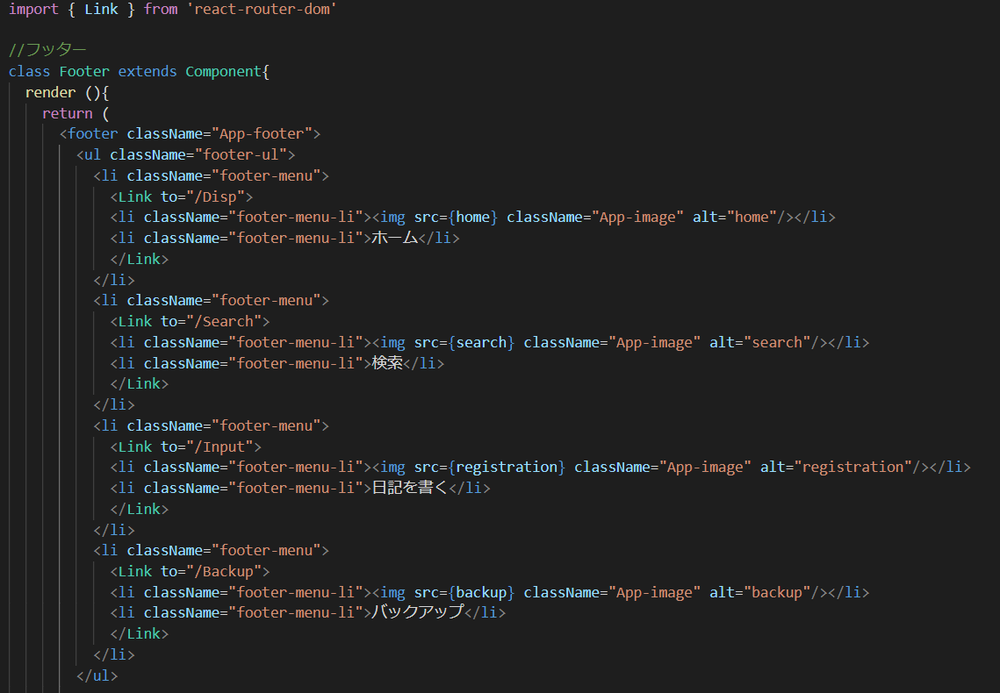 import { Link } from 'react-router-dom'
//フッター
class Footer extends Component{
render (){
return (
<footer className="App-footer">
<ul className="footer-ul">
<li className="footer-menu">
<Link to="/Disp">
<li className="footer-menu-li"><img src={home} className="App-image" alt="home"/></li>
<li className="footer-menu-li">ホーム</li>
</Link>
</li>
<li className="footer-menu">
<Link to="/Search">
<li className="footer-menu-li"><img src={search} className="App-image" alt="search"/></li>
<li className="footer-menu-li">検索</li>
</Link>
</li>
<li className="footer-menu">
<Link to="/Input">
<li className="footer-menu-li"><img src={registration} className="App-image" alt="registration"/></li>
<li className="footer-menu-li">日記を書く</li>
</Link>
</li>
<li className="footer-menu">
<Link to="/Backup">
<li className="footer-menu-li"><img src={backup} className="App-image" alt="backup"/></li>
<li className="footer-menu-li">バックアップ</li>
</Link>
</li>
</ul>